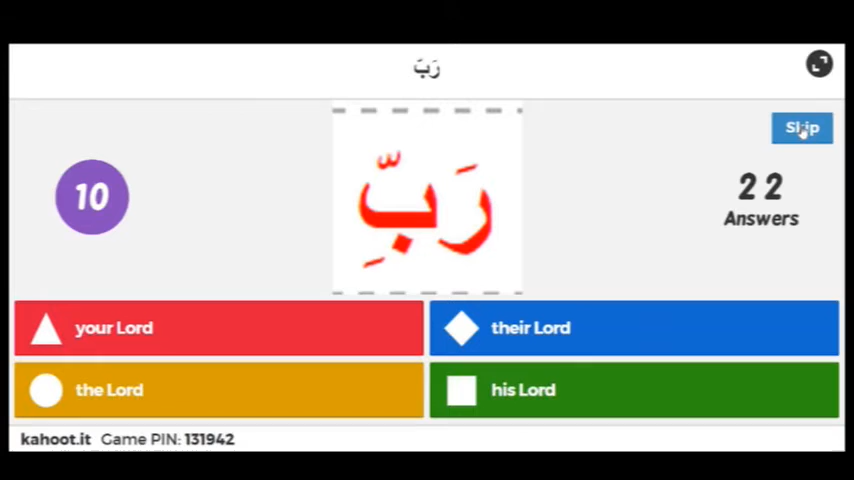 رَبَّ
Skip
رَبِّ
10
22
Answers
your Lord
their Lord
the Lord
his Lord
kahoot.it Game PIN: 131942